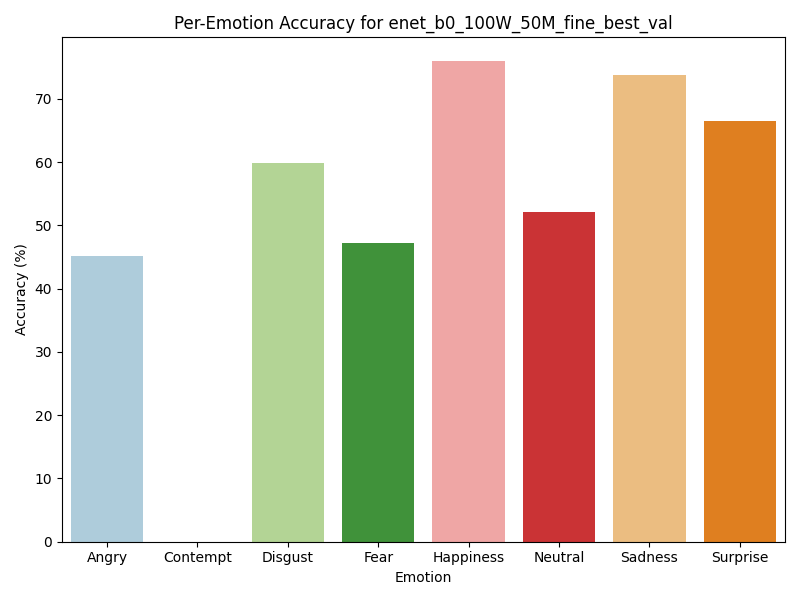 Per-Emotion Accuracy for enet_b0_100W_50M_fine_best_val
Accuracy (%)
70
60
50
40
30
20
10
0
Angry Contempt Disgust Fear Happiness Neutral Sadness Surprise
Emotion